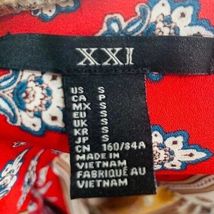 XXI
US S
CA P
MX S
EU S
UK S
KR S
JP S
CN 160/84A
MADE IN
VIETNAM
FABRIQUÉ AU
VIETNAM